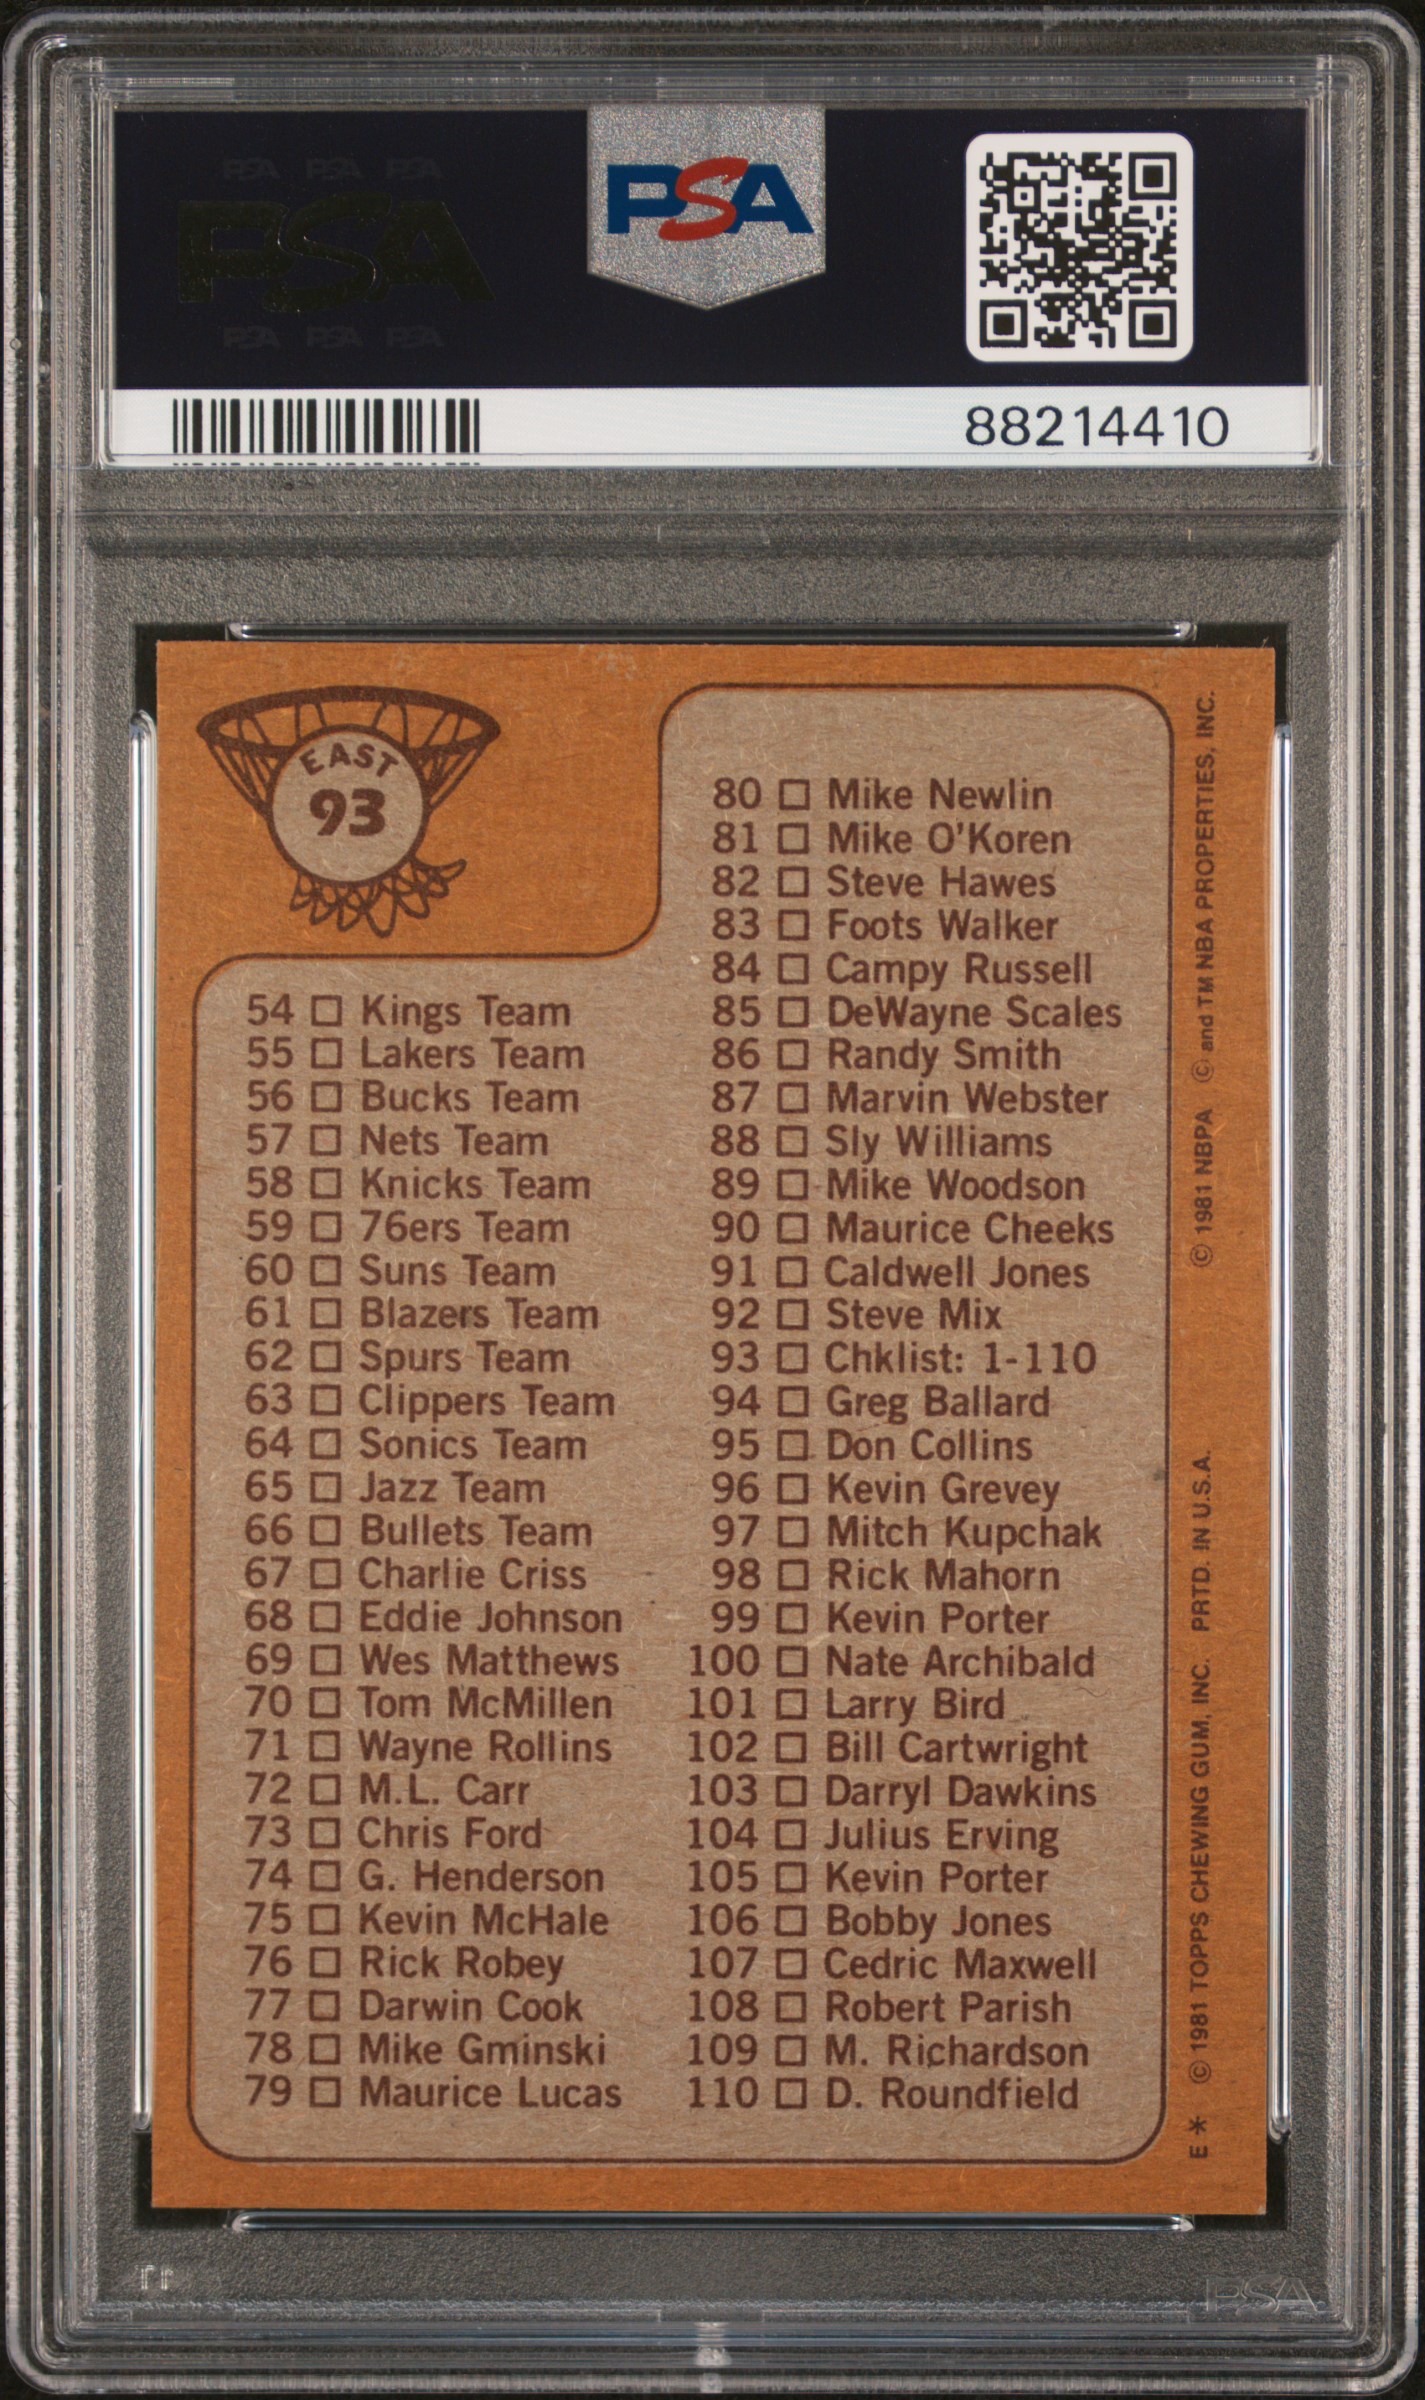 PSA PSA PSA
PSA
PSA PSA PSA
PSA
88214410
EAST
93
54 Kings Team
55 Lakers Team
56 Bucks Team
57 Nets Team
58 Knicks Team
59 76ers Team
60 Suns Team
61 Blazers Team
62 Spurs Team
63 Clippers Team
64 Sonics Team
65 Jazz Team
66 Bullets Team
67 Charlie Criss
68 Eddie Johnson
69 Wes Matthews
70 Tom McMillen
71 Wayne Rollins
72 M.L. Carr
73 Chris Ford
74 G. Henderson
75 Kevin McHale
76 Rick Robey
77 Darwin Cook
78 Mike Gminski
79 Maurice Lucas
80 Mike Newlin
81 Mike O'Koren
82 Steve Hawes
83 Foots Walker
84 Campy Russell
85 DeWayne Scales
86 Randy Smith
87 Marvin Webster
88 Sly Williams
89 Mike Woodson
90 Maurice Cheeks
91 Caldwell Jones
92 Steve Mix
93 Chklist: 1-110
94 Greg Ballard
95 Don Collins
96 Kevin Grevey
97 Mitch Kupchak
98 Rick Mahorn
99 Kevin Porter
100 Nate Archibald
101 Larry Bird
102 Bill Cartwright
103 Darryl Dawkins
104 Julius Erving
105 Kevin Porter
106 Bobby Jones
107 Cedric Maxwell
108 Robert Parish
109 M. Richardson
110 D. Roundfield
E * © 1981 TOPPS CHEWING GUM, INC. PRTD. IN U.S.A. © 1981 NBPA © and TM NBA PROPERTIES, INC.
PSA